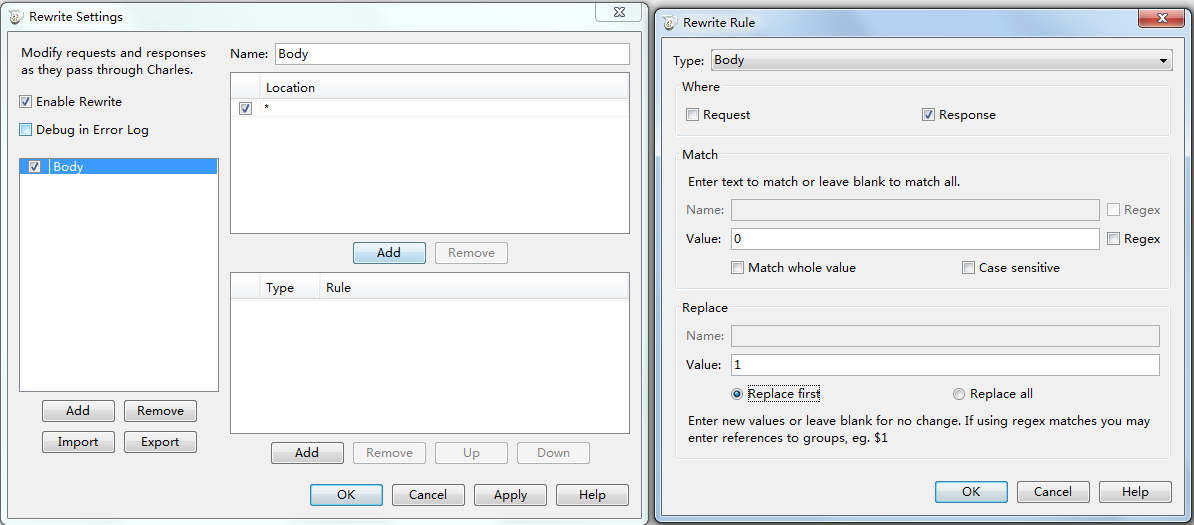 Rewrite Settings
Modify requests and responses
as they pass through Charles.
Enable Rewrite
Debug in Error Log
Body
Add
Remove
Import
Export
Name:
Body
Location
*
Add
Remove
Type
Rule
Add
Remove
Up
Down
OK
Cancel
Apply
Help
Rewrite Rule
Type:
Body
Where
Request
Response
Match
Enter text to match or leave blank to match all.
Name:
Regex
Value:
0
Regex
Match whole value
Case sensitive
Replace
Name:
Value:
1
Replace first
Replace all
Enter new values or leave blank for no change. If using regex matches you may
enter references to groups, eg. $1
OK
Cancel
Help